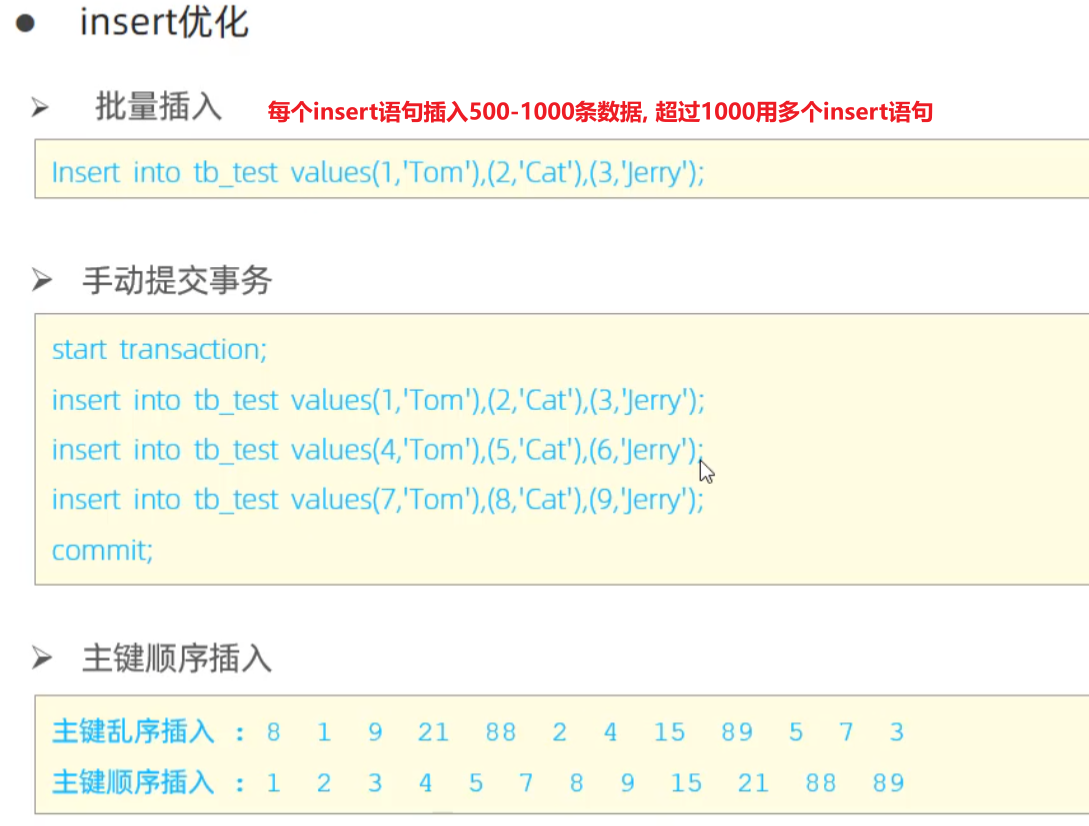 insert优化
批量插入 每个insert语句插入500-1000条数据, 超过1000用多个insert语句
Insert into tb_test values(1,'Tom'),(2,'Cat'),(3,'Jerry');
手动提交事务
start transaction;
insert into tb_test values(1,'Tom'),(2,'Cat'),(3,'Jerry');
insert into tb_test values(4,'Tom'),(5,'Cat'),(6,'Jerry');
insert into tb_test values(7,'Tom'),(8,'Cat'),(9,'Jerry');
commit;
主键顺序插入
主键乱序插入 : 8 1 9 21 88 2 4 15 89 5 7 3
主键顺序插入 : 1 2 3 4 5 7 8 9 15 21 88 89